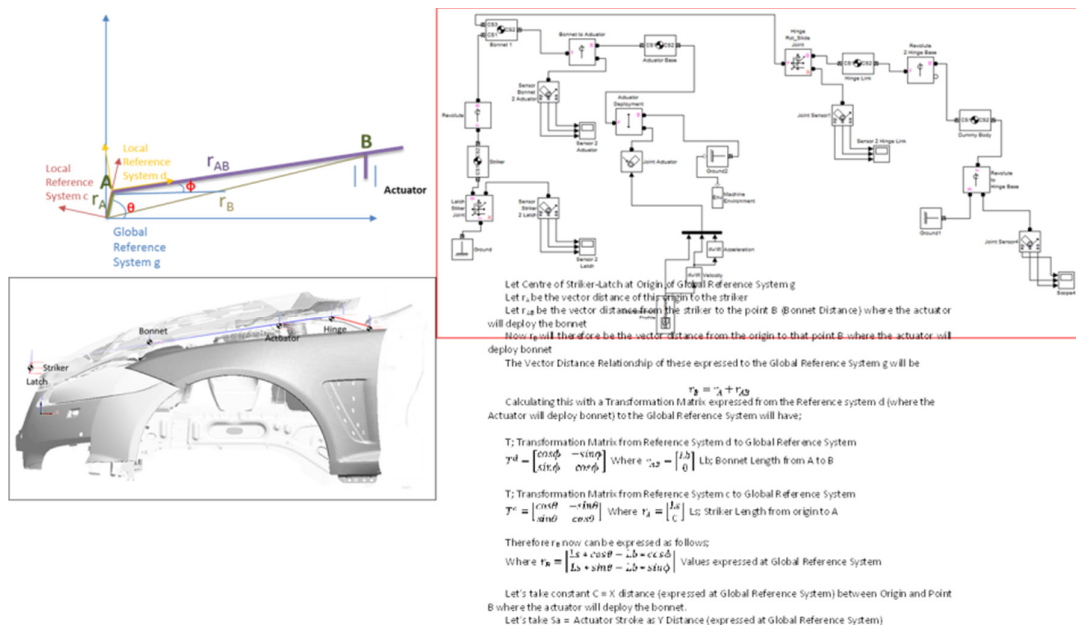 Local
Reference
System d
Local
Reference
System c
A
r_A
r_AB
B
r_B
ϕ
θ
Actuator
Global
Reference
System g
Bonnet
Actuator
Hinge
Striker
Latch
CS3
CS1
CS2
Bonnet 1
Bonnet to Actuator
CS1 CS2
Actuator Base
Hinge
Rot_Slide
Joint
CS1 CS2
Hinge Link
Revolute
2 Hinge Base
Sensor
Bonnet
2 Actuator
Actuator
Deployment
Sensor 2
Actuator
Joint Sensor1
Sensor 2 Hinge Link
CS1 CS2
Dummy Body
Revolute
Striker
Joint Actuator
Ground2
Machine
Environment
Revolute
to
Hinge Base
Latch
Striker
Joint
Sensor
Striker
2 Latch
Ground
Sensor 2
Latch
Acceleration
Velocity
Ground1
Joint Sensor4
Scope4
Let Centre of Striker-Latch at Origin of Global Reference System g
Let r_A be the vector distance of this origin to the striker
Let r_AB be the vector distance from the striker to the point B (Bonnet Distance) where the actuator
will deploy the bonnet
Now r_B will therefore be the vector distance from the origin to that point B where the actuator will
deploy bonnet
The Vector Distance Relationship of these expressed to the Global Reference System g will be
r_B = r_A + r_AB
Calculating this with a Transformation Matrix expressed from the Reference system d (where the
Actuator will deploy bonnet) to the Global Reference System will have;
T; Transformation Matrix from Reference System d to Global Reference System
T^d = [cosϕ −sinϕ
sinϕ cosϕ] Where r_AB = [Lb
0] Lb; Bonnet Length from A to B
T; Transformation Matrix from Reference System c to Global Reference System
T^c = [cosθ −sinθ
sinθ cosθ] Where r_A = [Ls
0] Ls; Striker Length from origin to A
Therefore r_B now can be expressed as follows;
Where r_B = [Ls * cosθ − Lb * cosϕ
Ls * sinθ − Lb * sinϕ] Values expressed at Global Reference System
Let's take constant C = X distance (expressed at Global Reference System) between Origin and Point
B where the actuator will deploy the bonnet.
Let's take Sa = Actuator Stroke as Y Distance (expressed at Global Reference System)